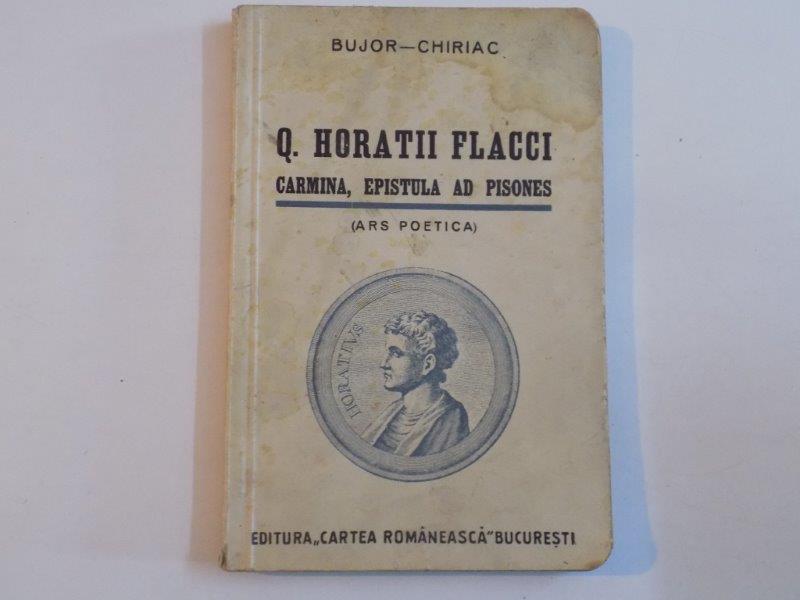 BUJOR—CHIRIAC
Q. HORATII FLACCI
CARMINA, EPISTULA AD PISONES
(ARS POETICA)
HORATIVS
EDITURA „CARTEA ROMÂNEASCĂ” BUCUREȘTI